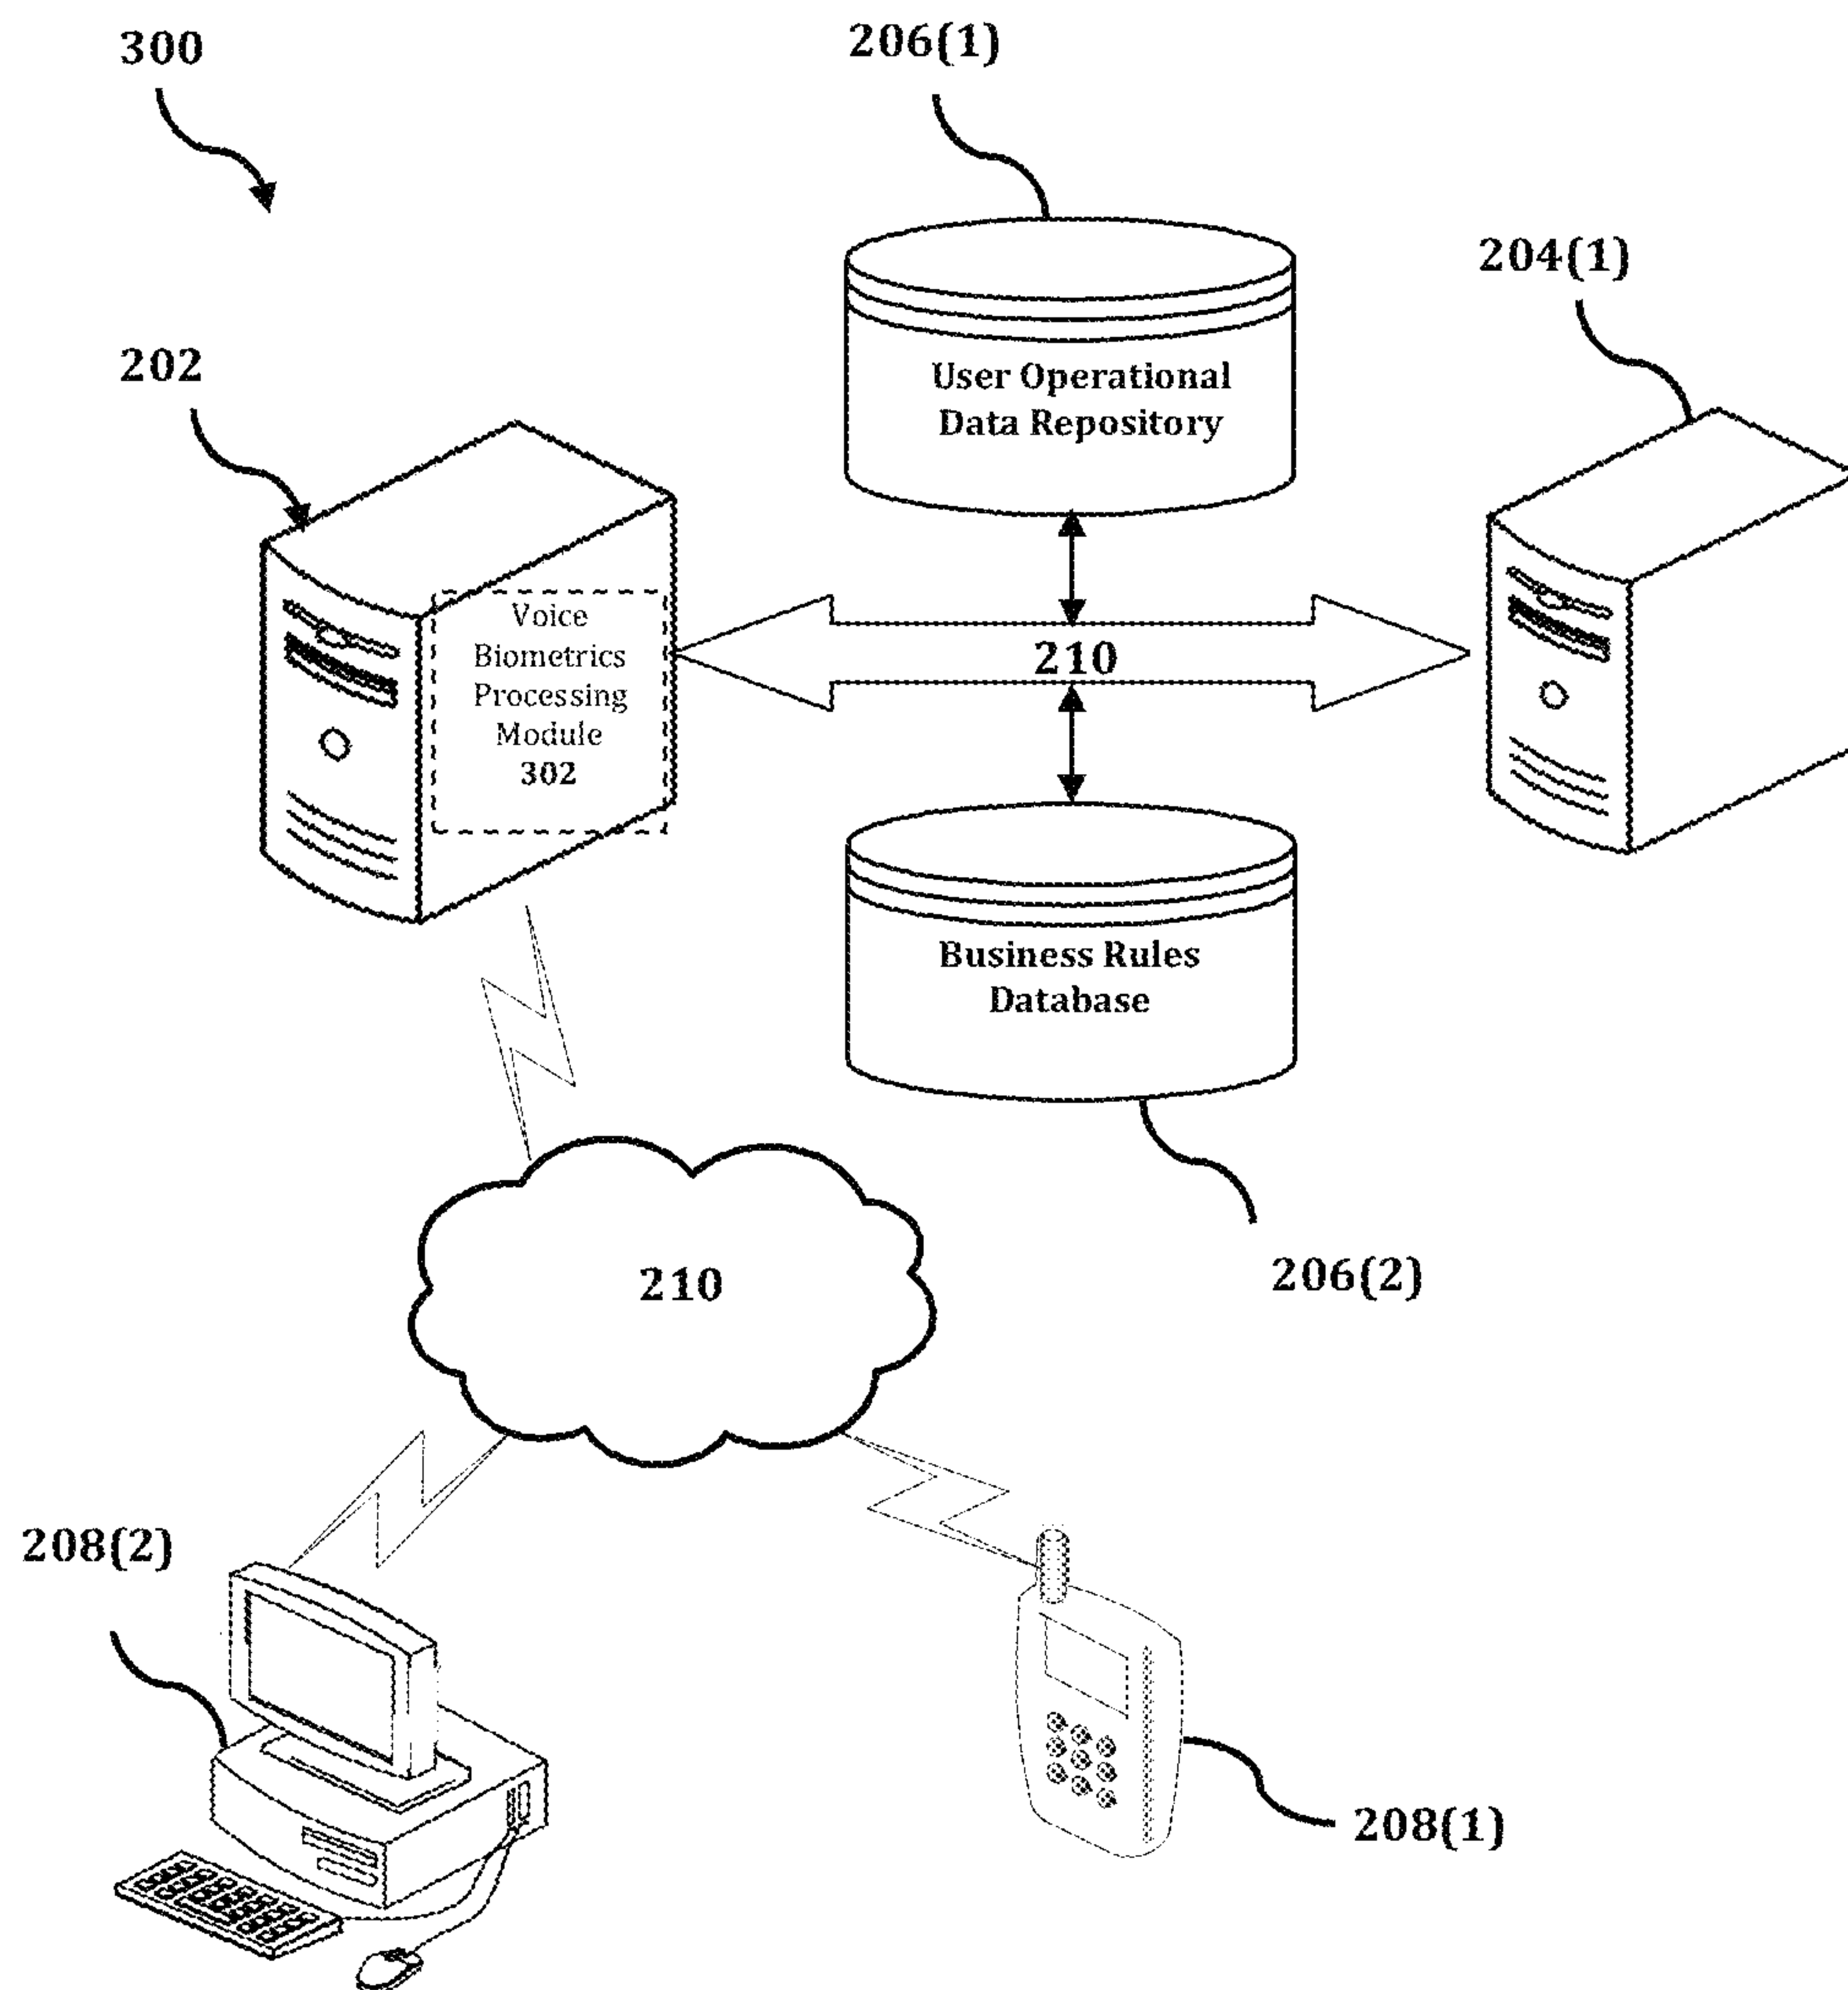 300
206(1)
204(1)
202
User Operational
Data Repository
Voice
Biometrics
Processing
Module
302
210
Business Rules
Database
206(2)
210
208(2)
208(1)